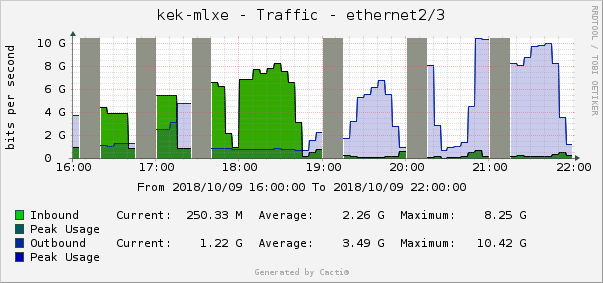 kek-mlxe - Traffic - ethernet2/3
RRDTOOL / TOBI OETIKER
bits per second
10 G
8 G
6 G
4 G
2 G
0
16:00 17:00 18:00 19:00 20:00 21:00 22:00
From 2018/10/09 16:00:00 To 2018/10/09 22:00:00
Inbound Current: 250.33 M Average: 2.26 G Maximum: 8.25 G
Peak Usage
Outbound Current: 1.22 G Average: 3.49 G Maximum: 10.42 G
Peak Usage
Generated by Cacti®